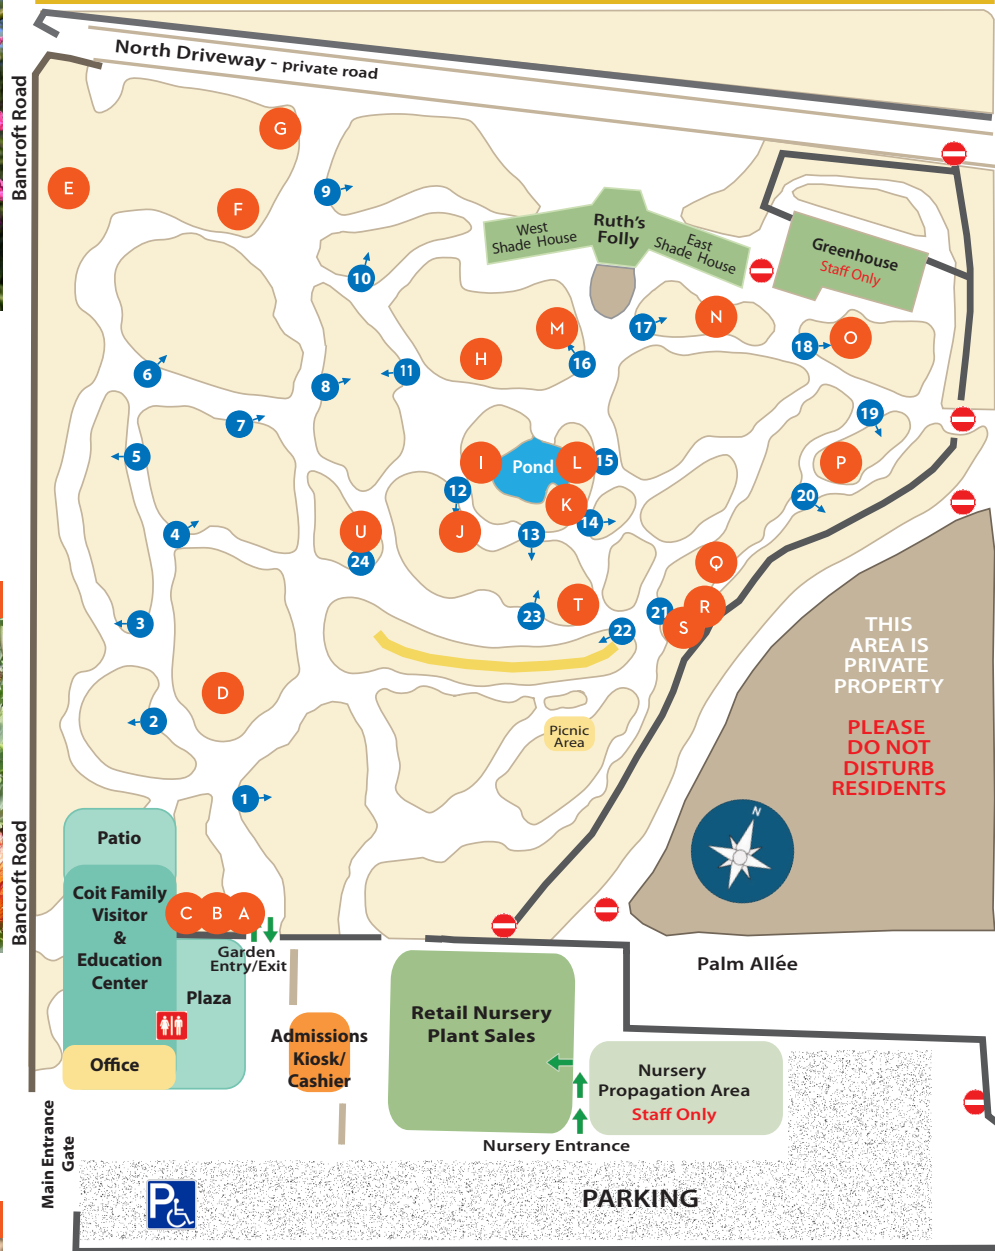 North Driveway - private road
Bancroft Road
G
E
F
9
10
West
Shade House
Ruth's
Folly
East
Shade House
Greenhouse
Staff Only
6
7
8
11
H
M
16
17
N
18
O
19
5
4
I
Pond
L
15
12
K
14
J
13
U
24
P
20
Q
R
S
21
T
23
22
3
D
2
1
Picnic
Area
THIS
AREA IS
PRIVATE
PROPERTY
PLEASE
DO NOT
DISTURB
RESIDENTS
N
Bancroft Road
Patio
Coit Family
Visitor
&
Education
Center
C
B
A
Garden
Entry/Exit
Plaza
Office
Admissions
Kiosk/
Cashier
Retail Nursery
Plant Sales
Palm Allée
Nursery
Propagation Area
Staff Only
Nursery Entrance
Main Entrance
Gate
P
PARKING